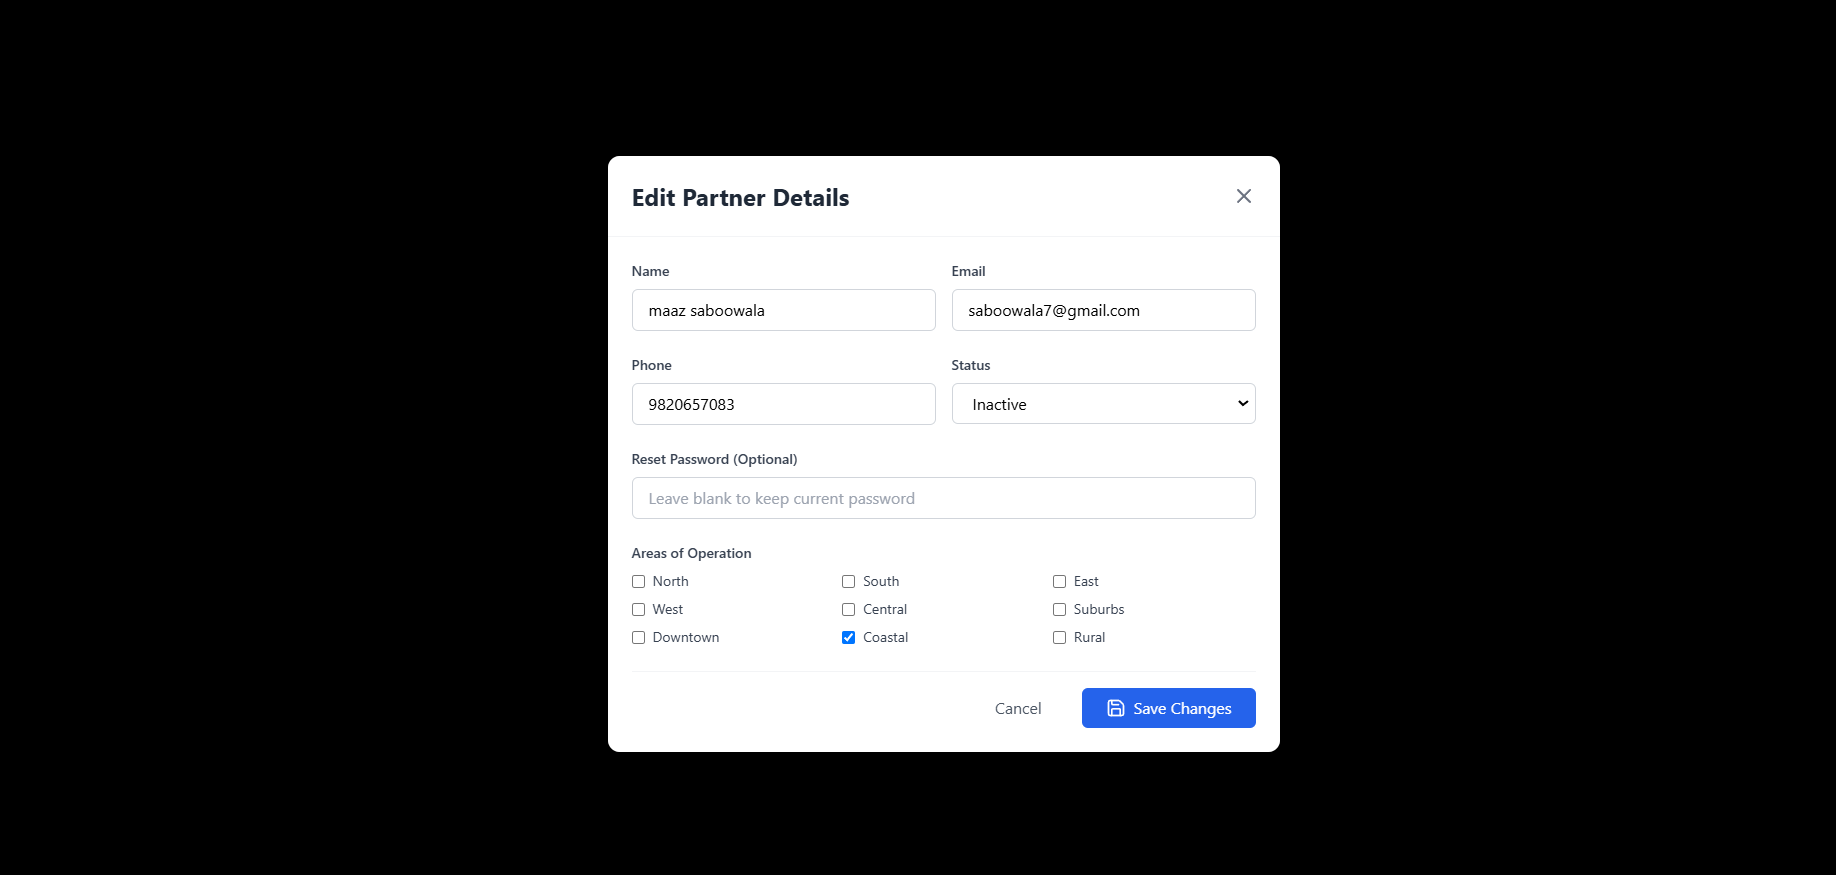 Edit Partner Details
Name
Email
maaz saboowala
saboowala7@gmail.com
Phone
Status
9820657083
Inactive
Reset Password (Optional)
Leave blank to keep current password
Areas of Operation
North
South
East
West
Central
Suburbs
Downtown
Coastal
Rural
Cancel
Save Changes